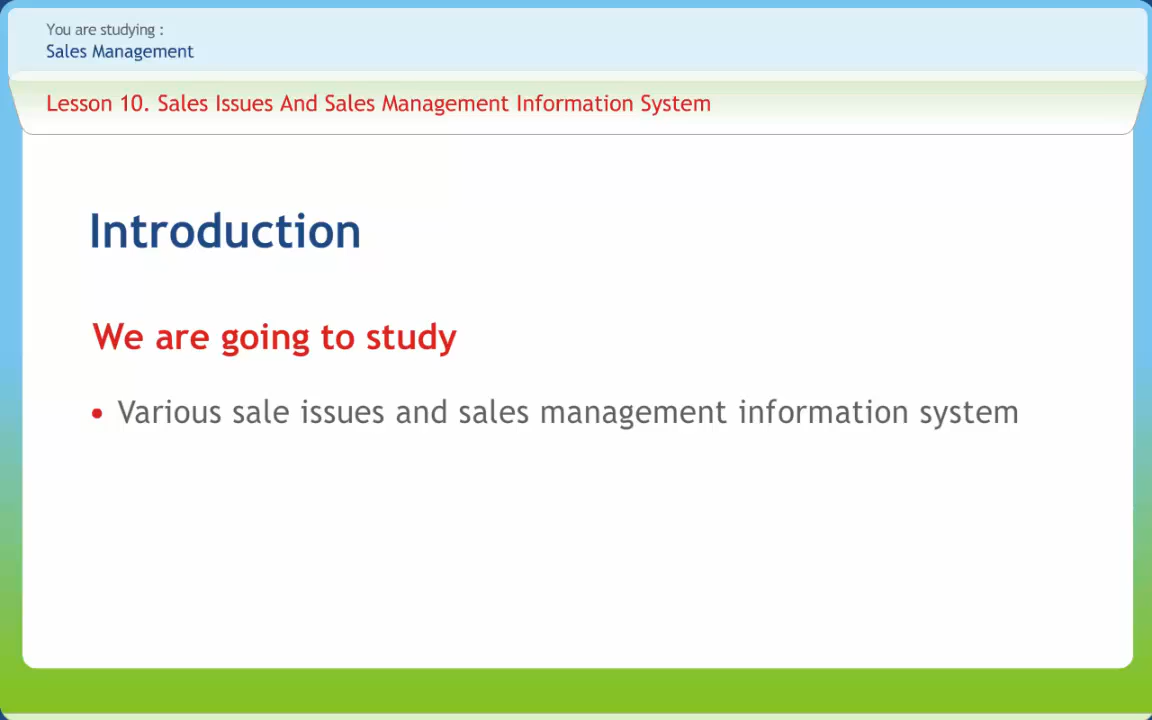 You are studying :
Sales Management
Lesson 10. Sales Issues And Sales Management Information System
Introduction
We are going to study
• Various sale issues and sales management information system